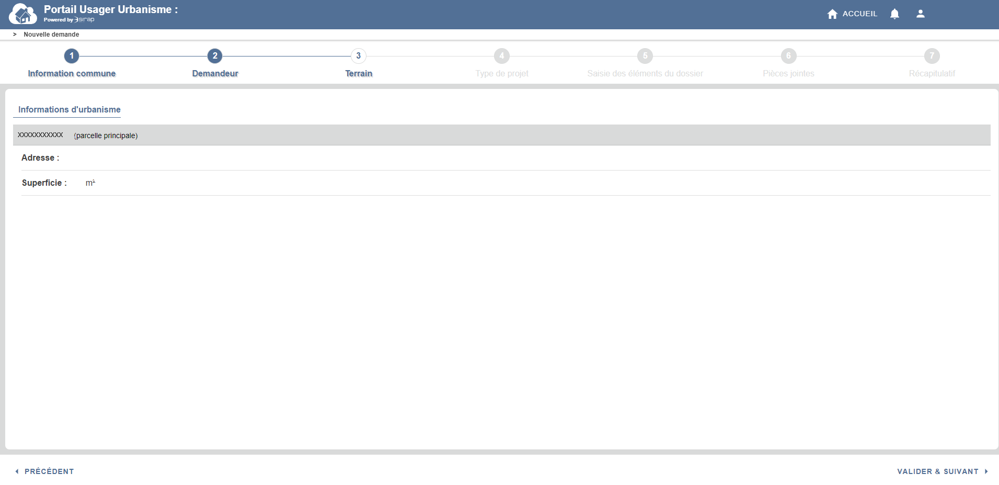 Portail Usager Urbanisme :
Powered by sirap
ACCUEIL
> Nouvelle demande
1 2 3 4 5 6 7
Information commune Demandeur Terrain Type de projet Saisie des éléments du dossier Pièces jointes Récapitulatif
Informations d'urbanisme
XXXXXXXXXXX (parcelle principale)
Adresse :
Superficie : m²
PRÉCÉDENT VALIDER & SUIVANT